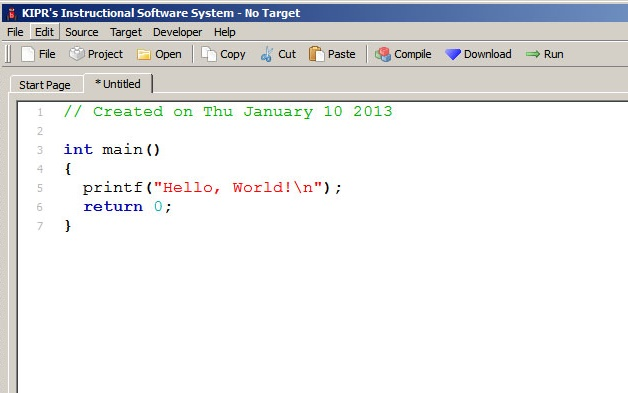 KIPR's Instructional Software System - No Target
File Edit Source Target Developer Help
File Project Open Copy Cut Paste Compile Download Run
Start Page * Untitled
1 // Created on Thu January 10 2013
2
3 int main()
4 {
5 printf("Hello, World!\n");
6 return 0;
7 }